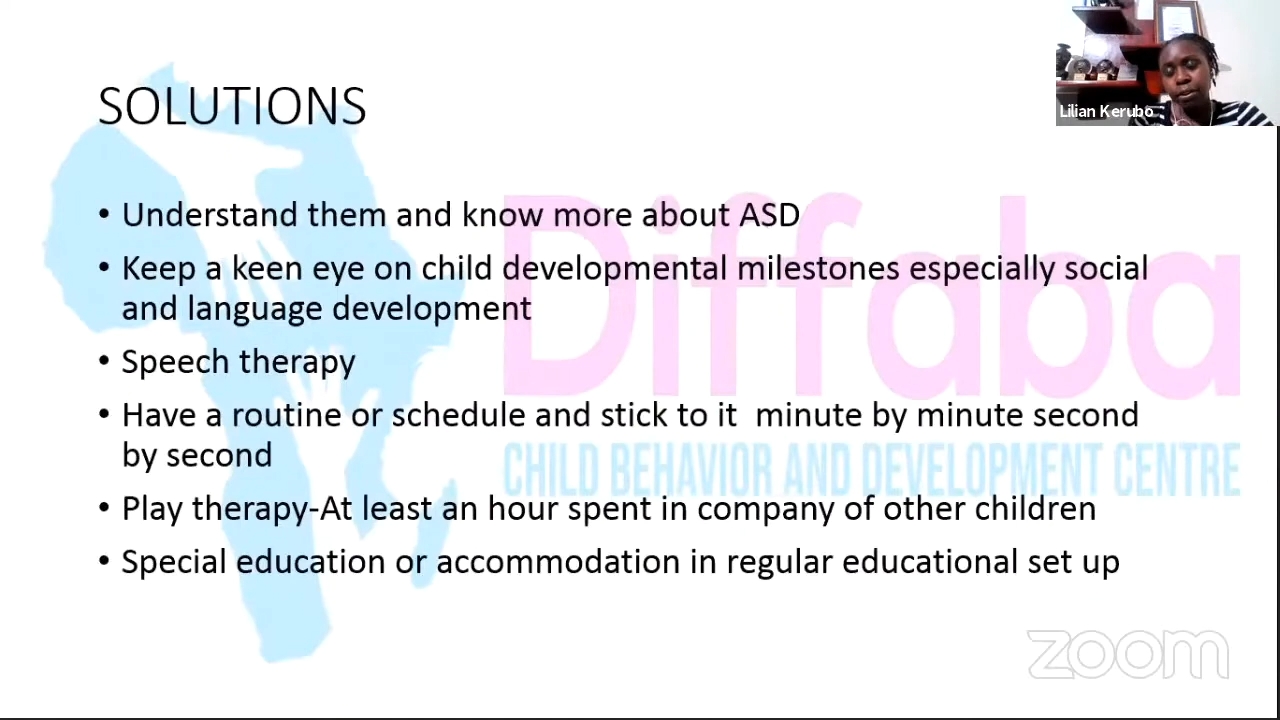 SOLUTIONS
Lilian Kerubo
• Understand them and know more about ASD
• Keep a keen eye on child developmental milestones especially social
and language development
• Speech therapy
• Have a routine or schedule and stick to it  minute by minute second
by second
• Play therapy-At least an hour spent in company of other children
• Special education or accommodation in regular educational set up
Diffaba
CHILD BEHAVIOR AND DEVELOPMENT CENTRE
zoom